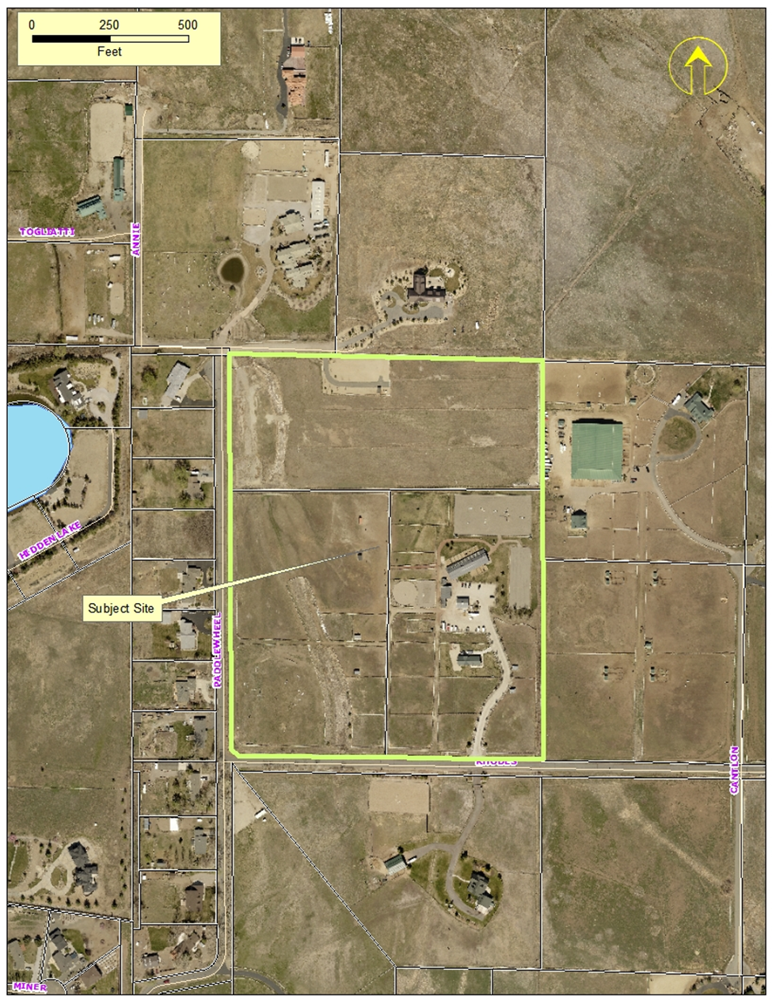 0 250 500
Feet
TOGLIATTI
ANNIE
HIDDEN LAKE
Subject Site
PADDLEWHEEL
RHODES
CANTLON
MINER